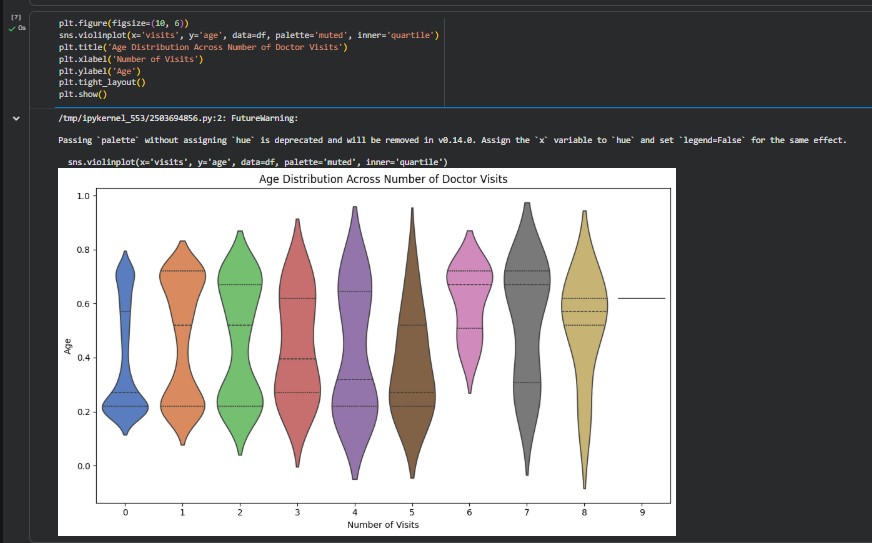 [7]
0s
plt.figure(figsize=(10, 6))
sns.violinplot(x='visits', y='age', data=df, palette='muted', inner='quartile')
plt.title('Age Distribution Across Number of Doctor Visits')
plt.xlabel('Number of Visits')
plt.ylabel('Age')
plt.tight_layout()
plt.show()
/tmp/ipykernel_553/2503694856.py:2: FutureWarning:
Passing `palette` without assigning `hue` is deprecated and will be removed in v0.14.0. Assign the `x` variable to `hue` and set `legend=False` for the same effect.
sns.violinplot(x='visits', y='age', data=df, palette='muted', inner='quartile')
Age Distribution Across Number of Doctor Visits
1.0
0.8
0.6
0.4
0.2
0.0
Age
0 1 2 3 4 5 6 7 8 9
Number of Visits